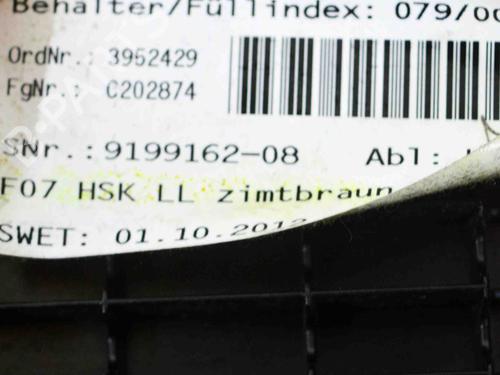 Behälter/Füllindex: 079/00
OrdNr.: 3952429
FgNr.: C202874
SNr.: 9199162-08 Abl:
F07 HSK LL zimtbraun
SWET: 01.10.2012
B-PARTS